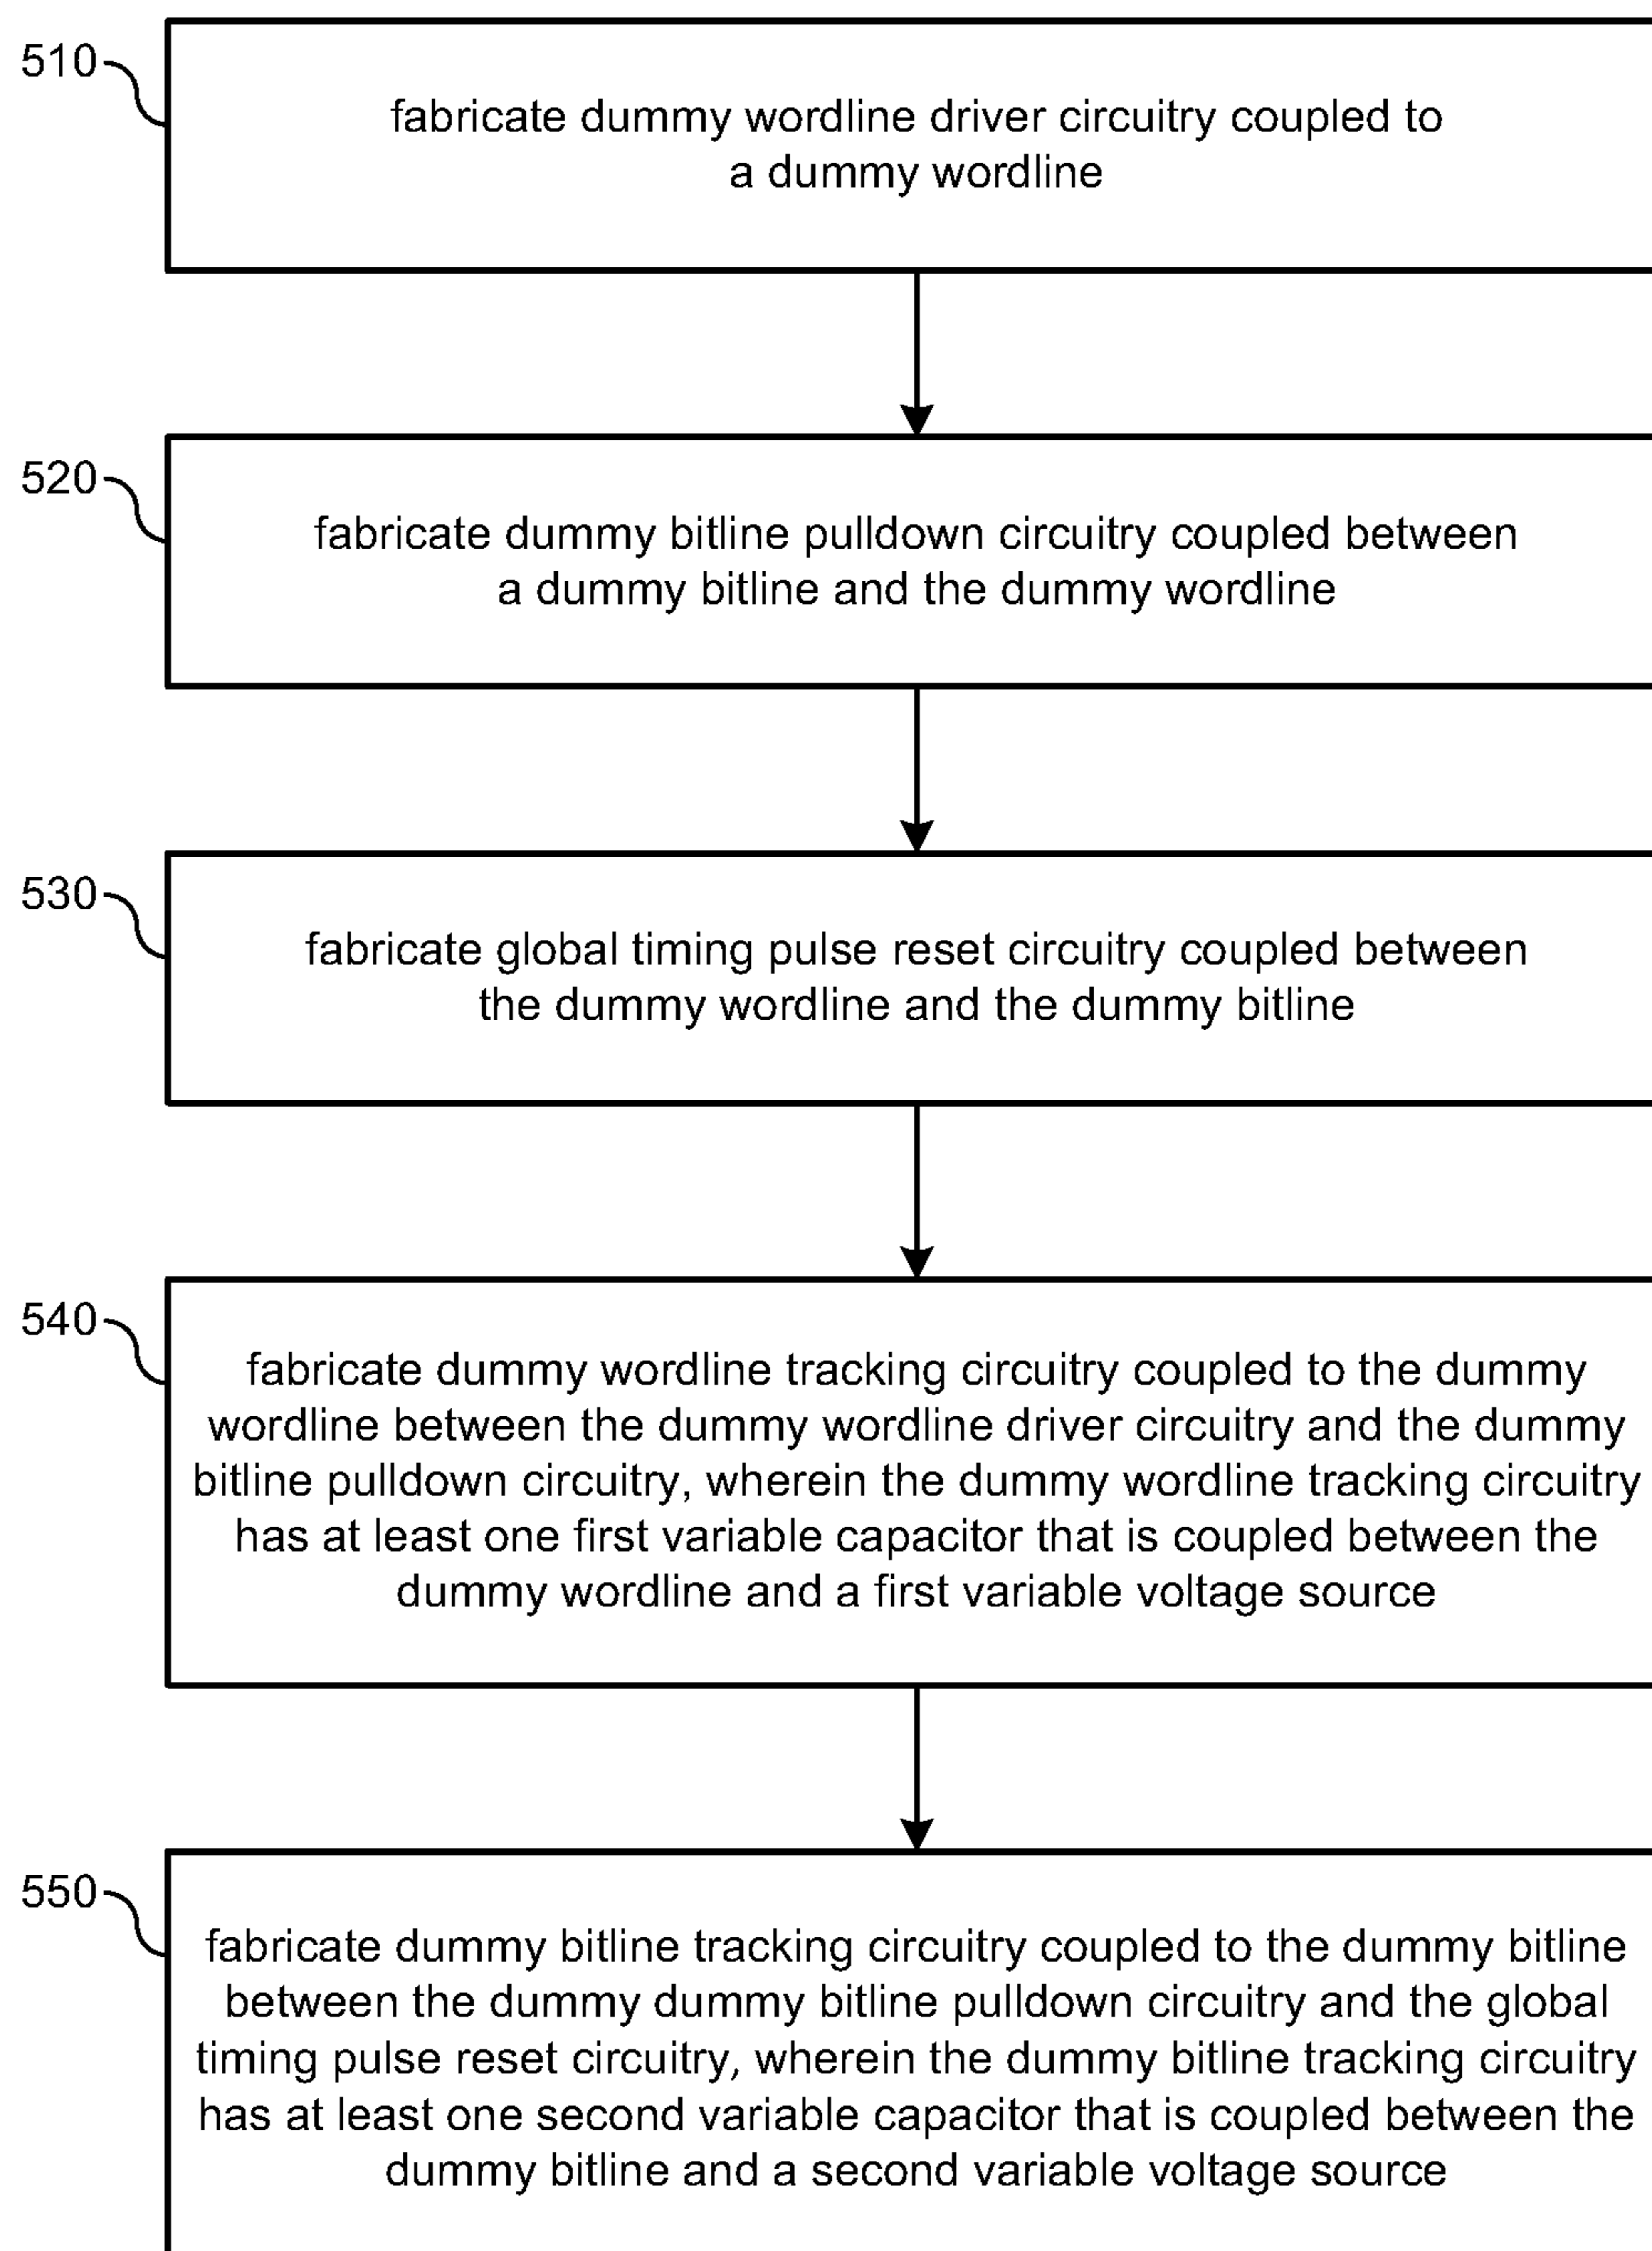 510
fabricate dummy wordline driver circuitry coupled to
a dummy wordline
520
fabricate dummy bitline pulldown circuitry coupled between
a dummy bitline and the dummy wordline
530
fabricate global timing pulse reset circuitry coupled between
the dummy wordline and the dummy bitline
540
fabricate dummy wordline tracking circuitry coupled to the dummy
wordline between the dummy wordline driver circuitry and the dummy
bitline pulldown circuitry, wherein the dummy wordline tracking circuitry
has at least one first variable capacitor that is coupled between the
dummy wordline and a first variable voltage source
550
fabricate dummy bitline tracking circuitry coupled to the dummy bitline
between the dummy dummy bitline pulldown circuitry and the global
timing pulse reset circuitry, wherein the dummy bitline tracking circuitry
has at least one second variable capacitor that is coupled between the
dummy bitline and a second variable voltage source